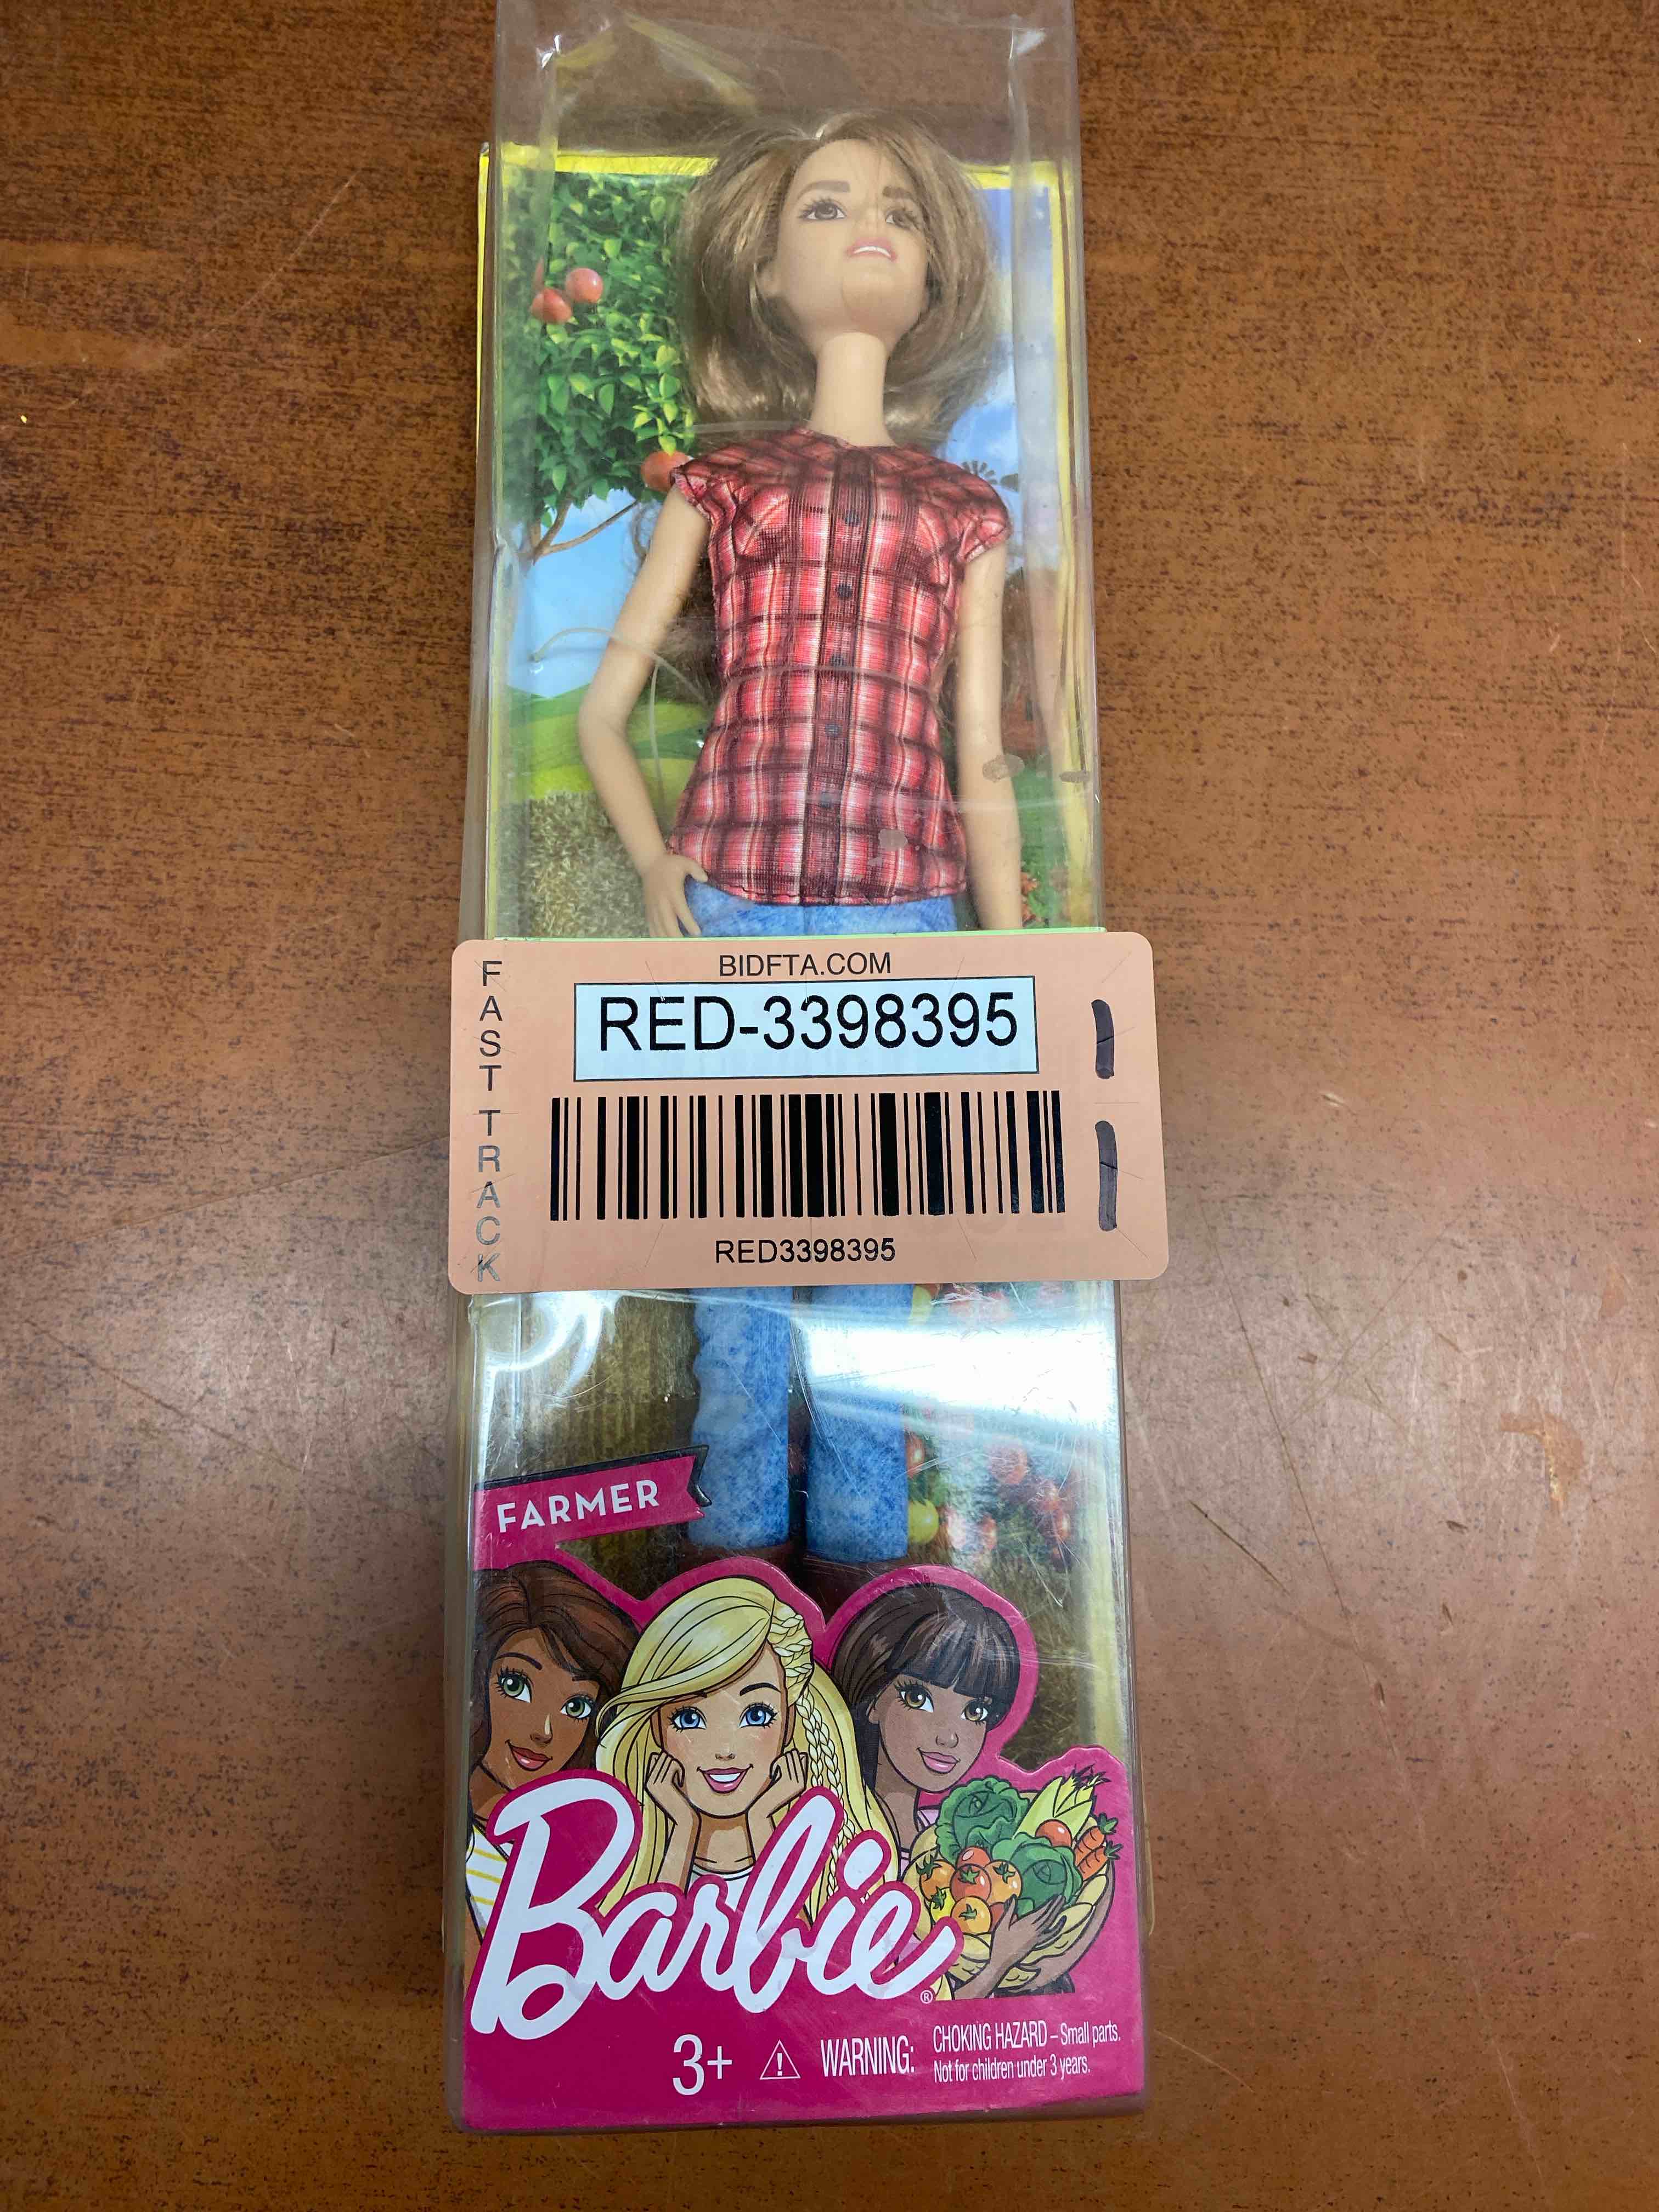 BIDFTA.COM
FAST TRACK
RED-3398395
RED3398395
FARMER
Barbie®
3+
WARNING:
CHOKING HAZARD – Small parts.
Not for children under 3 years.